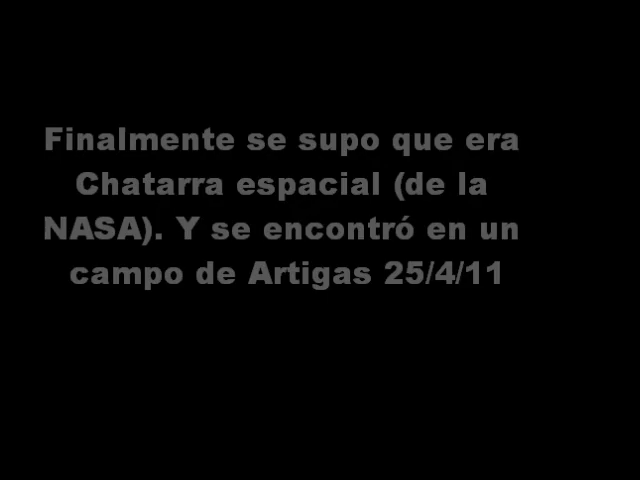 Finalmente se supo que era
Chatarra espacial (de la
NASA). Y se encontró en un
campo de Artigas 25/4/11